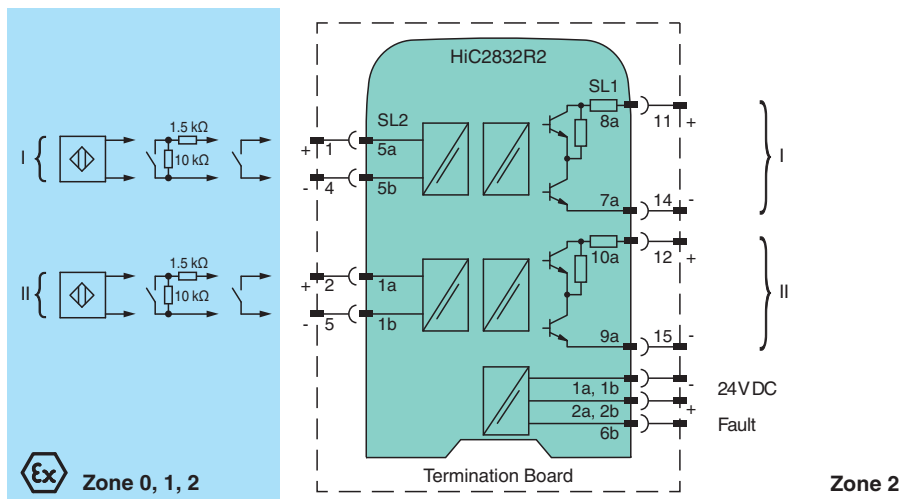 HiC2832R2
SL1
8a
11
+
SL2
1.5 kΩ
10 kΩ
I
+
1
5a
-
4
5b
7a
14
-
I
10a
12
+
1.5 kΩ
10 kΩ
II
+
2
1a
-
5
1b
9a
15
-
II
1a, 1b
-
24V DC
2a, 2b
+
6b
Fault
Ex
Zone 0, 1, 2
Termination Board
Zone 2